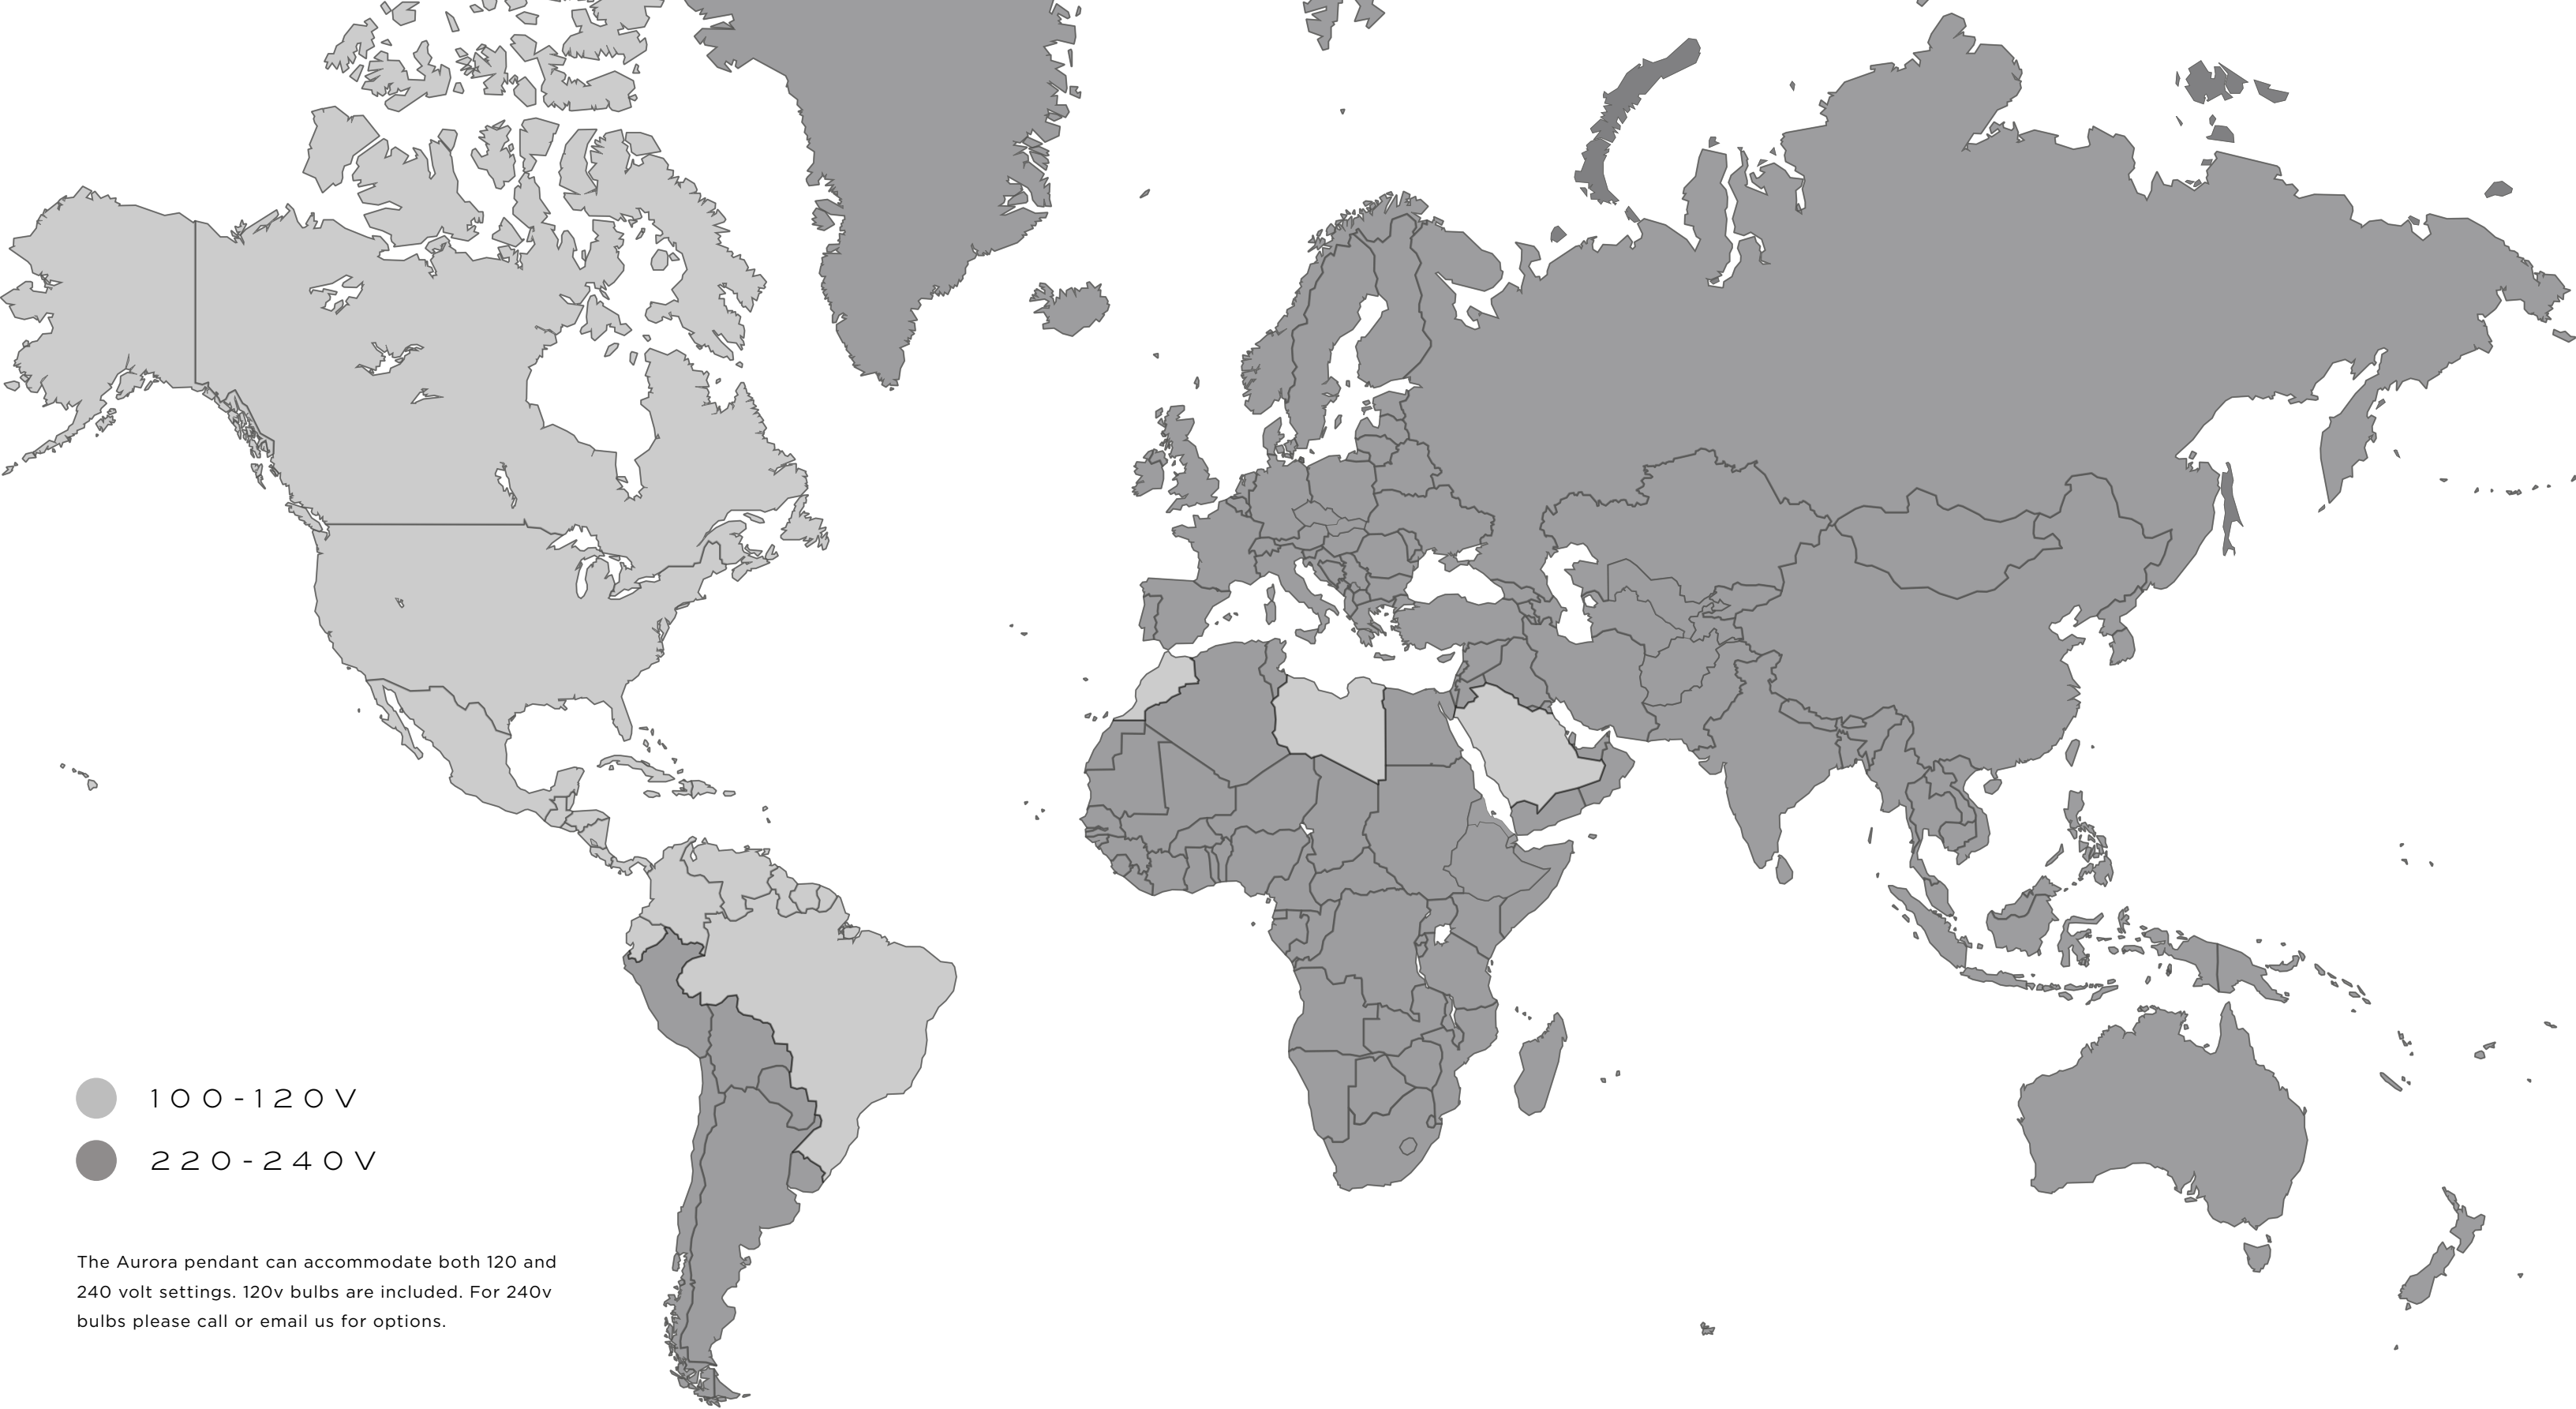 100-120V
220-240V
The Aurora pendant can accommodate both 120 and
240 volt settings. 120v bulbs are included. For 240v
bulbs please call or email us for options.